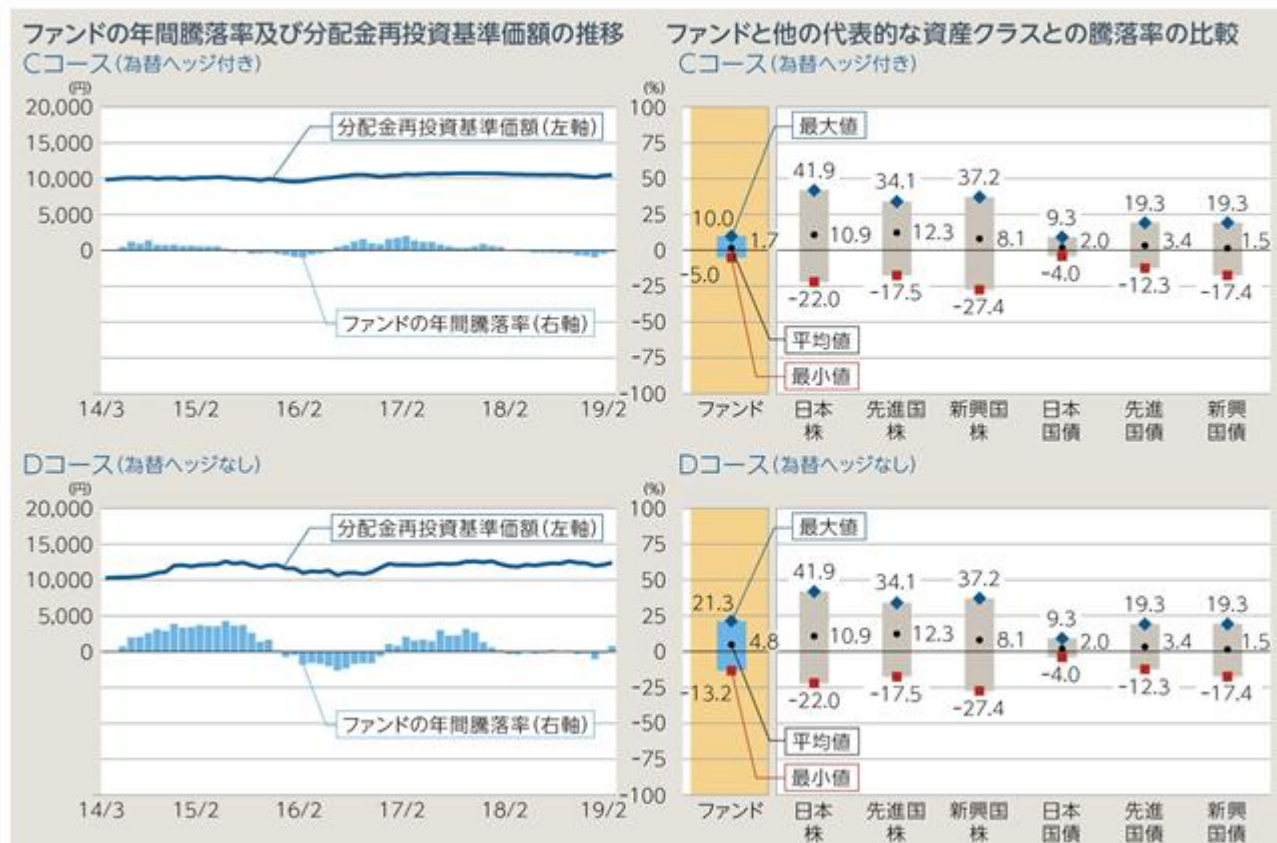 ファンドの年間騰落率及び分配金再投資基準価額の推移
Cコース(為替ヘッジ付き)
(円)
20,000
15,000
10,000
5,000
0
分配金再投資基準価額(左軸)
ファンドの年間騰落率(右軸)
14/3 15/2 16/2 17/2 18/2 19/2
ファンドと他の代表的な資産クラスとの騰落率の比較
Cコース(為替ヘッジ付き)
(%)
100
75
50
25
0
-25
-50
-75
-100
最大値
平均値
最小値
10.0 41.9 34.1 37.2 9.3 19.3 19.3
1.7 10.9 12.3 8.1 2.0 3.4 1.5
-5.0 -22.0 -17.5 -27.4 -4.0 -12.3 -17.4
ファンド 日本 先進国 新興国 日本 先進 新興
株 株 株 国債 国債 国債
Dコース(為替ヘッジなし)
(円)
20,000
15,000
10,000
5,000
0
分配金再投資基準価額(左軸)
ファンドの年間騰落率(右軸)
14/3 15/2 16/2 17/2 18/2 19/2
Dコース(為替ヘッジなし)
(%)
100
75
50
25
0
-25
-50
-75
-100
最大値
平均値
最小値
21.3 41.9 34.1 37.2 9.3 19.3 19.3
4.8 10.9 12.3 8.1 2.0 3.4 1.5
-13.2 -22.0 -17.5 -27.4 -4.0 -12.3 -17.4
ファンド 日本 先進国 新興国 日本 先進 新興
株 株 株 国債 国債 国債